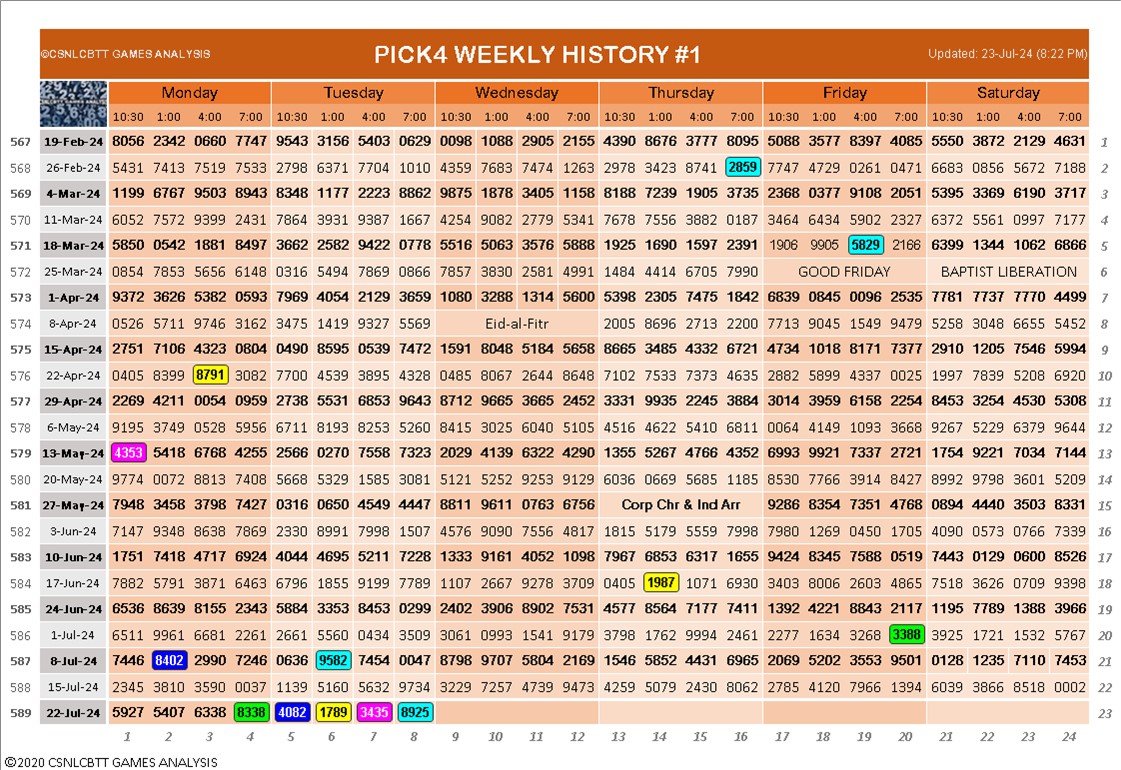 ©CSNLCBTT GAMES ANALYSIS PICK4 WEEKLY HISTORY #1 Updated: 23-Jul-24 (8:22 PM)
Monday Tuesday Wednesday Thursday Friday Saturday
10:30 1:00 4:00 7:00 10:30 1:00 4:00 7:00 10:30 1:00 4:00 7:00 10:30 1:00 4:00 7:00 10:30 1:00 4:00 7:00 10:30 1:00 4:00 7:00
567 19-Feb-24 8056 2342 0660 7747 9543 3156 5403 0629 0098 1088 2905 2155 4390 8676 3777 8095 5088 3577 8397 4085 6550 3872 2129 4631 1
568 26-Feb-24 5431 7413 7519 7533 2798 6371 7704 1010 4359 7683 7474 1263 2978 3423 8741 2859 7747 4729 0261 0471 6683 0856 5672 7188 2
569 4-Mar-24 1199 6767 9503 8943 8348 1177 2223 8862 9875 1878 3405 1158 8188 7239 1905 3735 2368 0377 9108 2051 5395 3369 6190 3717 3
570 11-Mar-24 6052 7572 9399 2431 7864 3931 9387 1667 4254 9082 2779 5341 7678 7556 3882 0187 3464 6434 5902 2327 6372 5561 0997 7177 4
571 18-Mar-24 5850 0542 1881 8497 3662 2582 9422 0778 5516 5063 3576 5888 1925 1690 1597 2391 1906 9905 5829 2166 6399 1344 1062 6866 5
572 25-Mar-24 0854 7853 5656 6148 0316 5494 7869 0866 7857 3830 2581 4991 1484 4414 6705 7990 GOOD FRIDAY BAPTIST LIBERATION 6
573 1-Apr-24 9372 3626 5382 0593 7969 4054 2129 3659 1080 3288 1314 5600 5398 2305 7475 1842 6839 0845 0096 2535 7781 7737 7770 4499 7
574 8-Apr-24 0526 5711 9746 3162 3475 1419 9327 5569 Eid-al-Fitr 2005 8696 2713 2200 7713 9045 1549 9479 5258 3048 6655 5452 8
575 15-Apr-24 2751 7106 4323 0804 0490 8595 0539 7472 1591 8048 5184 5658 8665 3485 4332 6721 4734 1018 8171 7377 2910 1205 7546 5994 9
576 22-Apr-24 0405 8399 8791 3082 7700 4539 3895 4328 0485 8067 2644 8648 7102 7533 7373 4635 2882 5899 4337 0025 1997 7839 5208 6920 10
577 29-Apr-24 2269 4211 0054 0959 2738 5531 6853 9643 8712 9665 3665 2452 3331 9935 2245 3884 3014 3959 6158 2254 8453 3254 4530 5308 11
578 6-May-24 9195 3749 0528 5956 6711 8193 8253 5260 8415 3025 6040 5105 4516 4622 5410 6811 0064 4149 1093 3668 9267 5229 6379 9644 12
579 13-May-24 4353 5418 6768 4255 2566 0270 7558 7323 2029 4139 6322 4290 1355 5267 4766 4352 6993 9921 7337 2721 1754 9221 7034 7144 13
580 20-May-24 9774 0072 8813 7408 5668 5329 1585 3081 5121 5252 9253 9129 6036 0669 5685 1185 8530 7766 3914 8427 8992 9798 3601 5209 14
581 27-May-24 7948 3458 3798 7427 0316 0650 4549 4447 8811 9611 0763 6756 Corp Chr & Ind Arr 9286 8354 7351 4768 0894 4440 3503 8331 15
582 3-Jun-24 7147 9348 8638 7869 2330 8991 7998 1507 4576 9090 7556 4817 1815 5179 5559 7998 7980 1269 0450 1705 4090 0573 0766 7339 16
583 10-Jun-24 1751 7418 4717 6924 4044 4695 5211 7228 1333 9161 4052 1098 7967 6853 6317 1655 9424 8345 7588 0519 7443 0129 0600 8526 17
584 17-Jun-24 7882 5791 3871 6463 6796 1855 9199 7789 1107 2667 9278 3709 0405 1987 1071 6930 3403 8006 2603 4865 7518 3626 0709 9398 18
585 24-Jun-24 6536 8639 8155 2343 5884 3353 8453 0299 2402 3906 8902 7531 4577 8564 7177 7411 1392 4221 8843 2117 1195 7789 1388 3966 19
586 1-Jul-24 6511 9961 6681 2261 2661 5560 0434 3509 3061 0993 1541 9179 3798 1762 9994 2461 2277 1634 3268 3388 3925 1721 1532 5767 20
587 8-Jul-24 7446 8402 2990 7246 0636 9582 7454 0047 8798 9707 5804 2169 1546 5852 4431 6965 2069 5202 3553 9501 0128 1235 7110 7453 21
588 15-Jul-24 2345 3810 3590 0037 1139 5160 5632 9734 3229 7257 4739 9473 4259 5079 2430 8062 2785 4120 7966 1394 6039 3866 8518 0002 22
589 22-Jul-24 5927 5407 6338 8338 4082 1789 3435 8925 23
1 2 3 4 5 6 7 8 9 10 11 12 13 14 15 16 17 18 19 20 21 22 23 24
©2020 CSNLCBTT GAMES ANALYSIS